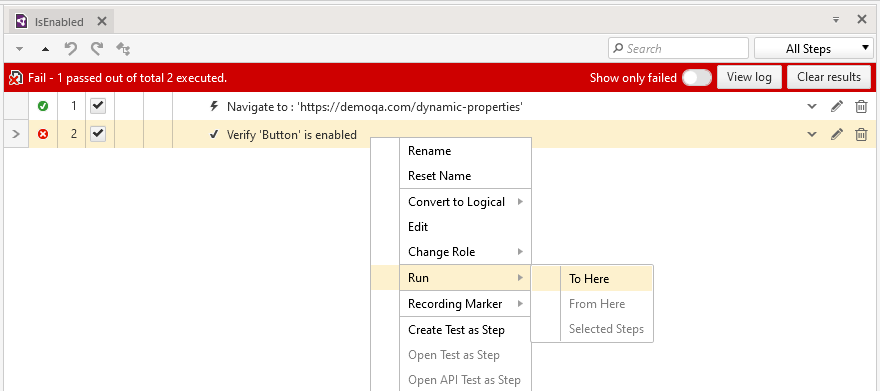 IsEnabled
Search
All Steps
Fail - 1 passed out of total 2 executed.
Show only failed
View log
Clear results
1 Navigate to : 'https://demoqa.com/dynamic-properties'
2 Verify 'Button' is enabled
Rename
Reset Name
Convert to Logical
Edit
Change Role
Run
To Here
From Here
Selected Steps
Recording Marker
Create Test as Step
Open Test as Step
Open API Test as Step